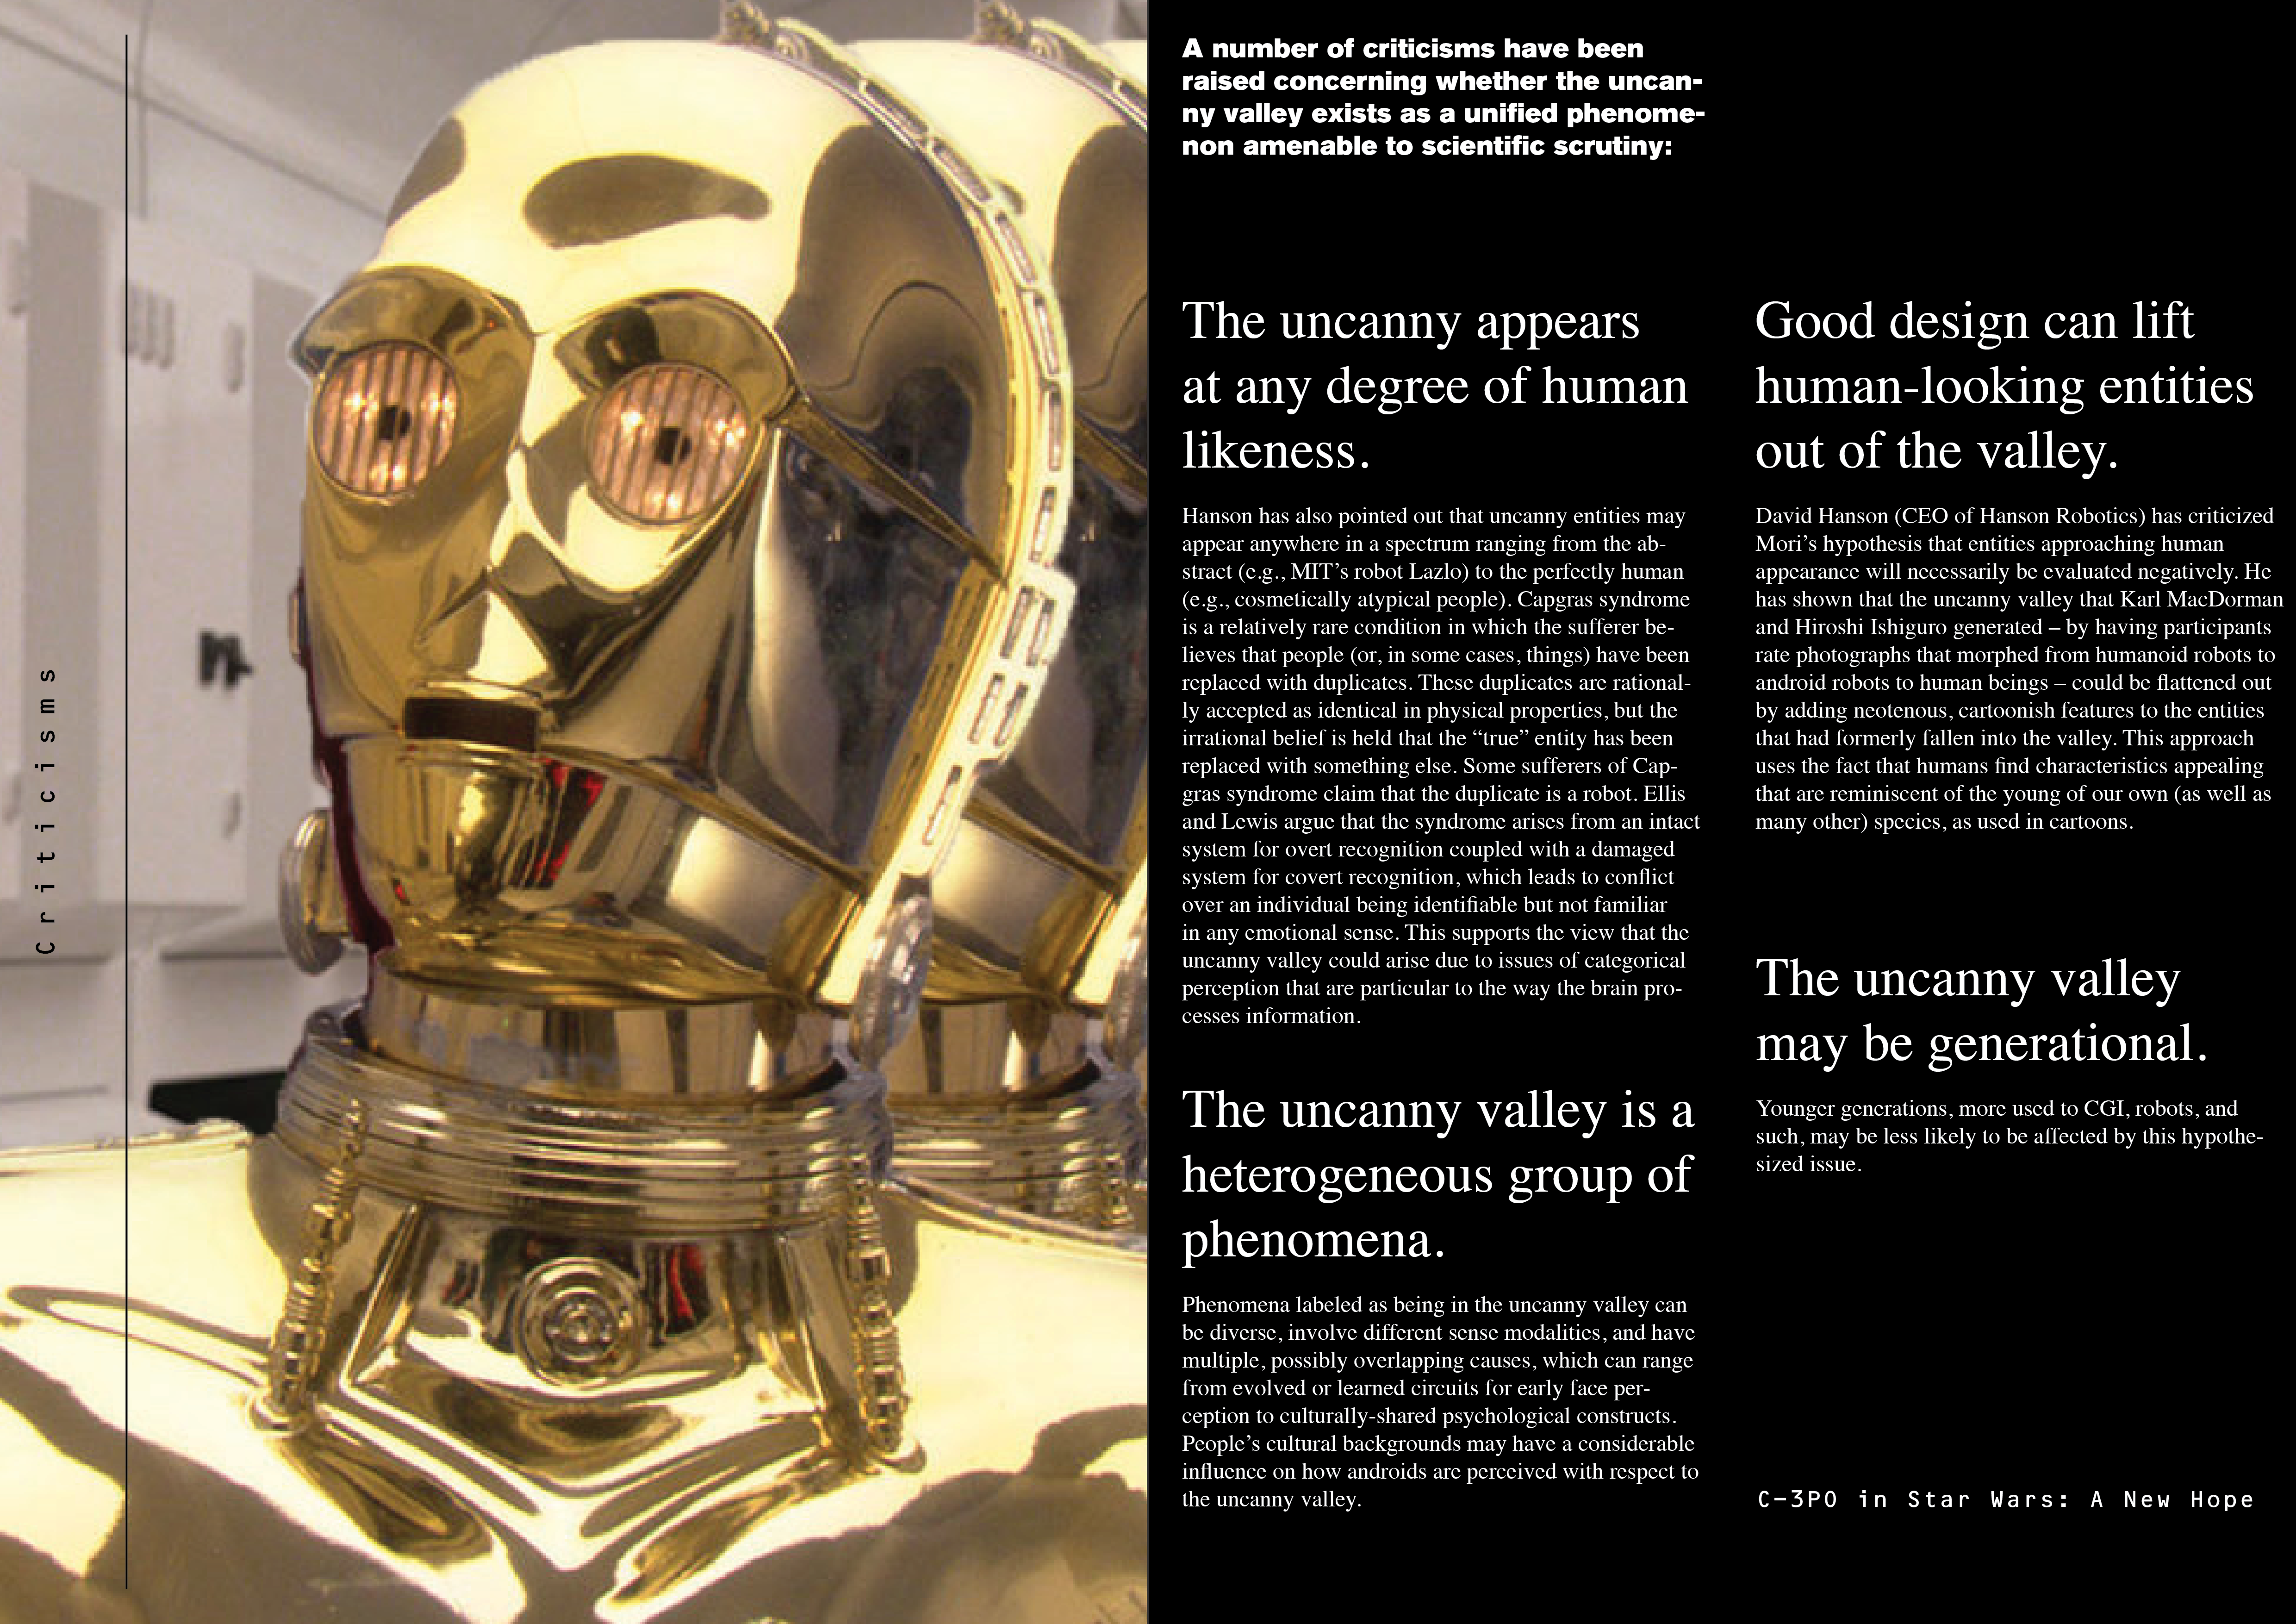 Criticisms
A number of criticisms have been
raised concerning whether the uncan-
ny valley exists as a unified phenome-
non amenable to scientific scrutiny:
The uncanny appears
at any degree of human
likeness.
Hanson has also pointed out that uncanny entities may
appear anywhere in a spectrum ranging from the ab-
stract (e.g., MIT’s robot Lazlo) to the perfectly human
(e.g., cosmetically atypical people). Capgras syndrome
is a relatively rare condition in which the sufferer be-
lieves that people (or, in some cases, things) have been
replaced with duplicates. These duplicates are rational-
ly accepted as identical in physical properties, but the
irrational belief is held that the “true” entity has been
replaced with something else. Some sufferers of Cap-
gras syndrome claim that the duplicate is a robot. Ellis
and Lewis argue that the syndrome arises from an intact
system for overt recognition coupled with a damaged
system for covert recognition, which leads to conflict
over an individual being identifiable but not familiar
in any emotional sense. This supports the view that the
uncanny valley could arise due to issues of categorical
perception that are particular to the way the brain pro-
cesses information.
The uncanny valley is a
heterogeneous group of
phenomena.
Phenomena labeled as being in the uncanny valley can
be diverse, involve different sense modalities, and have
multiple, possibly overlapping causes, which can range
from evolved or learned circuits for early face per-
ception to culturally-shared psychological constructs.
People’s cultural backgrounds may have a considerable
influence on how androids are perceived with respect to
the uncanny valley.
Good design can lift
human-looking entities
out of the valley.
David Hanson (CEO of Hanson Robotics) has criticized
Mori’s hypothesis that entities approaching human
appearance will necessarily be evaluated negatively. He
has shown that the uncanny valley that Karl MacDorman
and Hiroshi Ishiguro generated – by having participants
rate photographs that morphed from humanoid robots to
android robots to human beings – could be flattened out
by adding neotenous, cartoonish features to the entities
that had formerly fallen into the valley. This approach
uses the fact that humans find characteristics appealing
that are reminiscent of the young of our own (as well as
many other) species, as used in cartoons.
The uncanny valley
may be generational.
Younger generations, more used to CGI, robots, and
such, may be less likely to be affected by this hypothe-
sized issue.
C-3PO in Star Wars: A New Hope